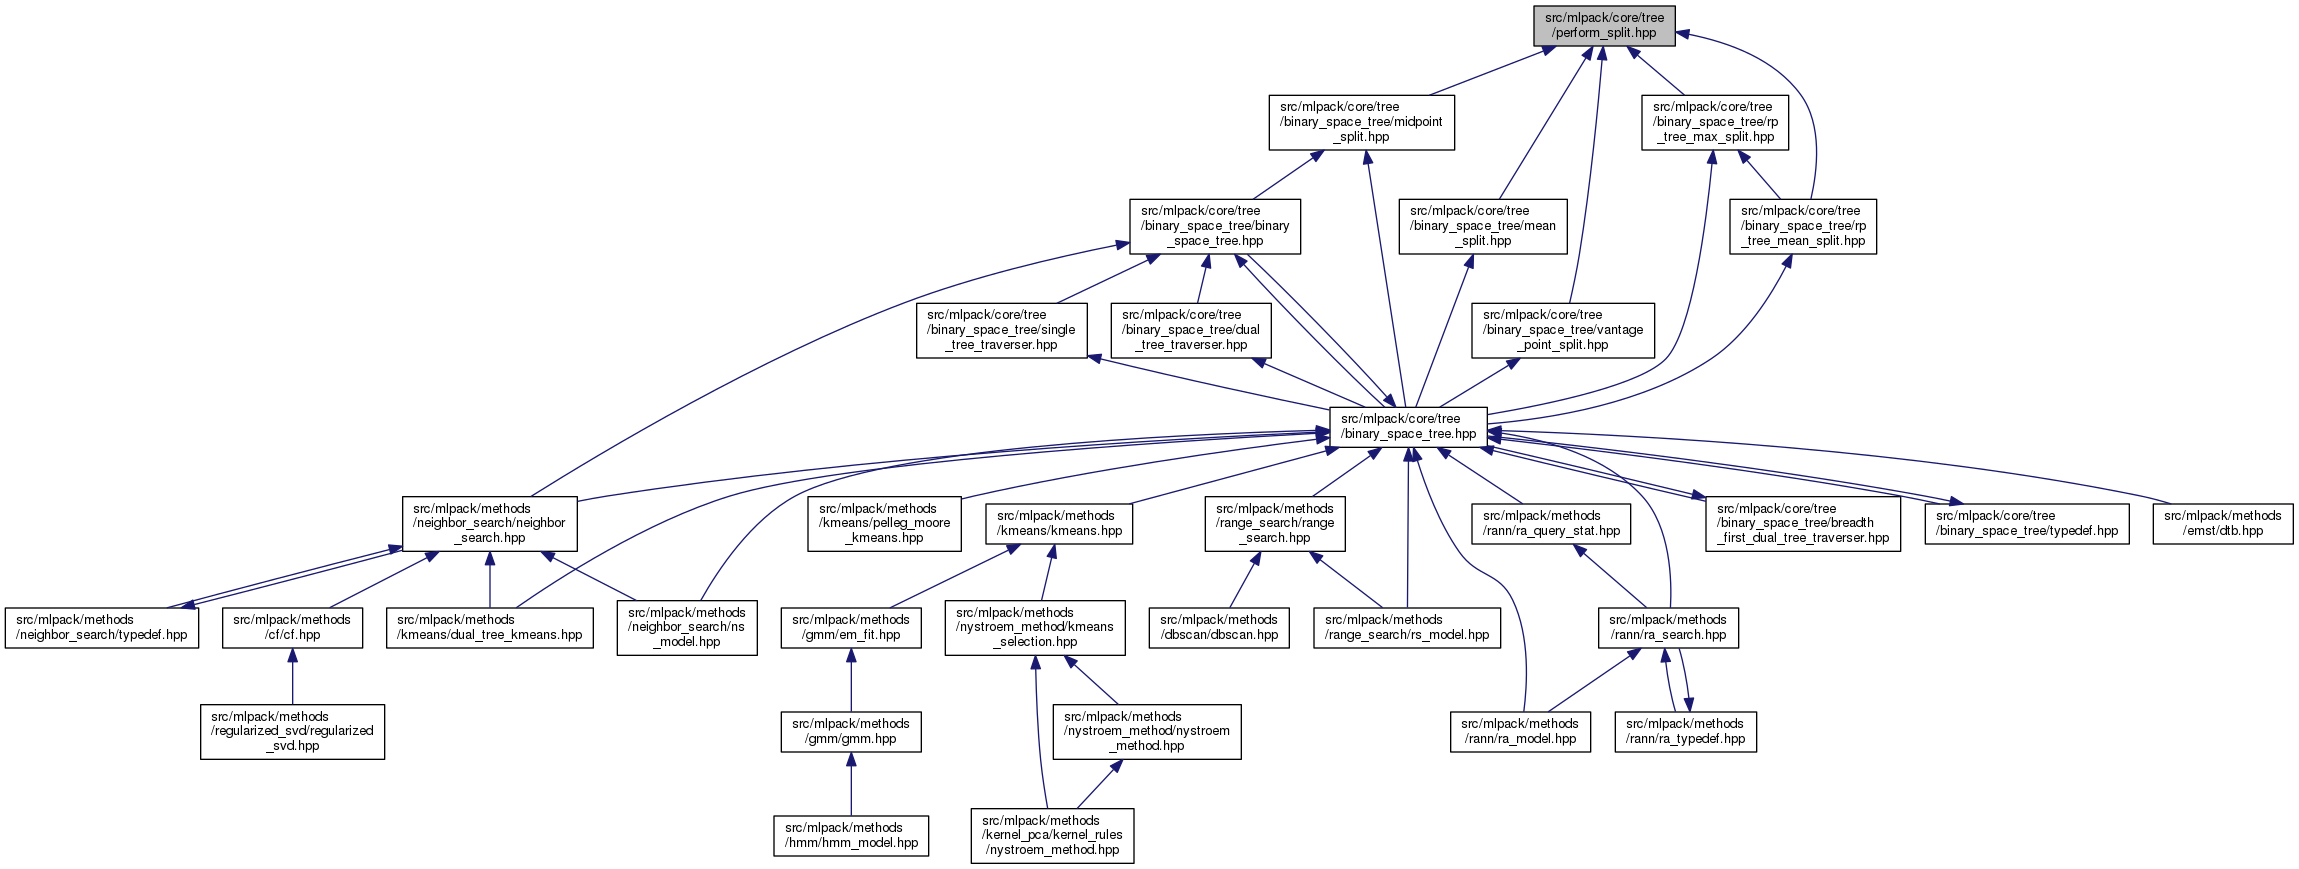 src/mlpack/core/tree
/perform_split.hpp
src/mlpack/core/tree
/binary_space_tree/midpoint
_split.hpp
src/mlpack/core/tree
/binary_space_tree/rp
_tree_max_split.hpp
src/mlpack/core/tree
/binary_space_tree/binary
_space_tree.hpp
src/mlpack/core/tree
/binary_space_tree/mean
_split.hpp
src/mlpack/core/tree
/binary_space_tree/rp
_tree_mean_split.hpp
src/mlpack/core/tree
/binary_space_tree/single
_tree_traverser.hpp
src/mlpack/core/tree
/binary_space_tree/dual
_tree_traverser.hpp
src/mlpack/core/tree
/binary_space_tree/vantage
_point_split.hpp
src/mlpack/core/tree
/binary_space_tree.hpp
src/mlpack/methods
/neighbor_search/neighbor
_search.hpp
src/mlpack/methods
/kmeans/pelleg_moore
_kmeans.hpp
src/mlpack/methods
/kmeans/kmeans.hpp
src/mlpack/methods
/range_search/range
_search.hpp
src/mlpack/methods
/rann/ra_query_stat.hpp
src/mlpack/core/tree
/binary_space_tree/breadth
_first_dual_tree_traverser.hpp
src/mlpack/core/tree
/binary_space_tree/typedef.hpp
src/mlpack/methods
/emst/dtb.hpp
src/mlpack/methods
/neighbor_search/typedef.hpp
src/mlpack/methods
/cf/cf.hpp
src/mlpack/methods
/kmeans/dual_tree_kmeans.hpp
src/mlpack/methods
/neighbor_search/ns
_model.hpp
src/mlpack/methods
/gmm/em_fit.hpp
src/mlpack/methods
/nystroem_method/kmeans
_selection.hpp
src/mlpack/methods
/dbscan/dbscan.hpp
src/mlpack/methods
/range_search/rs_model.hpp
src/mlpack/methods
/rann/ra_search.hpp
src/mlpack/methods
/regularized_svd/regularized
_svd.hpp
src/mlpack/methods
/gmm/gmm.hpp
src/mlpack/methods
/nystroem_method/nystroem
_method.hpp
src/mlpack/methods
/rann/ra_model.hpp
src/mlpack/methods
/rann/ra_typedef.hpp
src/mlpack/methods
/hmm/hmm_model.hpp
src/mlpack/methods
/kernel_pca/kernel_rules
/nystroem_method.hpp